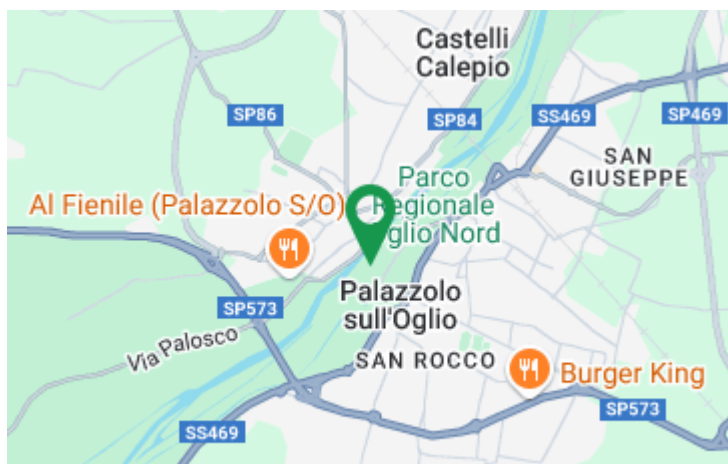 Castelli
Calepio
SP86
SP84
SS469
SP469
SAN
GIUSEPPE
Parco
Regionale
glio Nord
Al Fienile (Palazzolo S/O)
Palazzolo
sull'Oglio
SP573
Via Palosco
SAN ROCCO
Burger King
SP573
SS469